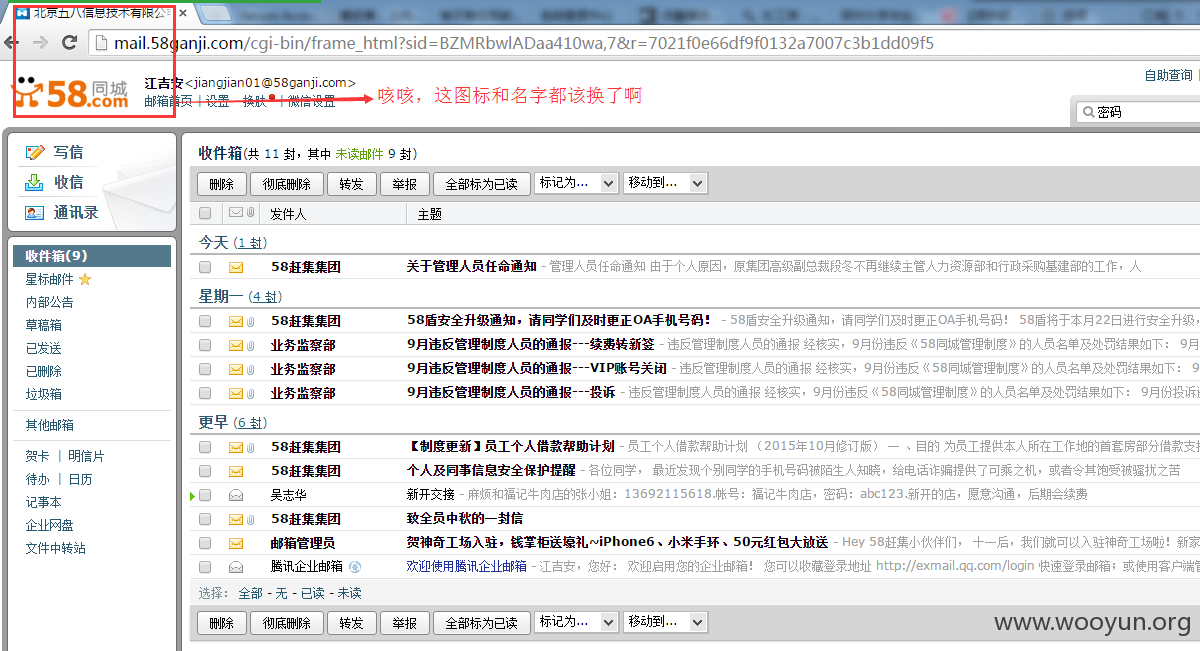 北京五八信息技术有限公
mail.58ganji.com/cgi-bin/frame_html?sid=BZMRbwlADaa410wa,7&r=7021f0e66df9f0132a7007c3b1dd09f5
58同城
58.com
江吉安<jiangjian01@58ganji.com>
自助查询
邮箱首页 | 设置 - 换肤 | 微信设置
咳咳，这图标和名字都该换了啊
密码
写信
收信
通讯录
收件箱(9)
星标邮件
内部公告
草稿箱
已发送
已删除
垃圾箱
其他邮箱
贺卡 | 明信片
待办 | 日历
记事本
企业网盘
文件中转站
收件箱(共 11 封，其中 未读邮件 9 封)
删除 彻底删除 转发 举报 全部标为已读 标记为... 移动到...
发件人 主题
今天 (1 封)
58赶集集团 关于管理人员任命通知 - 管理人员任命通知 由于个人原因，原集团高级副总裁段冬不再继续主管人力资源部和行政采购基建部的工作，人
星期一 (4 封)
58赶集集团 58盾安全升级通知，请同学们及时更正OA手机号码！ - 58盾安全升级通知，请同学们及时更正OA手机号码！ 58盾将于本月22日进行安全升级，
业务监察部 9月违反管理制度人员的通报---续费转新签 - 违反管理制度人员的通报 经核实，9月份违反《58同城管理制度》的人员名单及处罚结果如下： 9月
业务监察部 9月违反管理制度人员的通报---VIP账号关闭 - 违反管理制度人员的通报 经核实，9月份违反《58同城管理制度》的人员名单及处罚结果如下： 9
业务监察部 9月违反管理制度人员的通报---投诉 - 违反管理制度人员的通报 经核实，9月份违反《58同城管理制度》的人员名单及处罚结果如下： 9月投诉
更早 (6 封)
58赶集集团 【制度更新】员工个人借款帮助计划 - 员工个人借款帮助计划 （2015年10月修订版） 一 、目的 为员工提供本人所在工作地的首套房部分借款支
58赶集集团 个人及同事信息安全保护提醒 - 各位同学， 最近发现个别同学的手机号码被陌生人知晓，给电话诈骗提供了可乘之机，或者令其饱受被骚扰之苦
吴志华 新开交接 - 麻烦和福记牛肉店的张小姐：13692115618.帐号：福记牛肉店，密码：abc123.新开的店，愿意沟通，后期会续费
58赶集集团 致全员中秋的一封信
邮箱管理员 贺神奇工场入驻，钱掌柜送壕礼~iPhone6、小米手环、50元红包大放送 - Hey 58赶集小伙伴们， 十一后，我们就可以入驻神奇工场啦！新家
腾讯企业邮箱 欢迎使用腾讯企业邮箱 - 江吉安，您好： 欢迎启用您的企业邮箱！ 您可以收藏登录地址 http://exmail.qq.com/login 快速登录邮箱；或使用客户端管
选择： 全部 - 无 - 已读 - 未读
删除 彻底删除 转发 举报 全部标为已读 标记为... 移动到...
www.wooyun.org